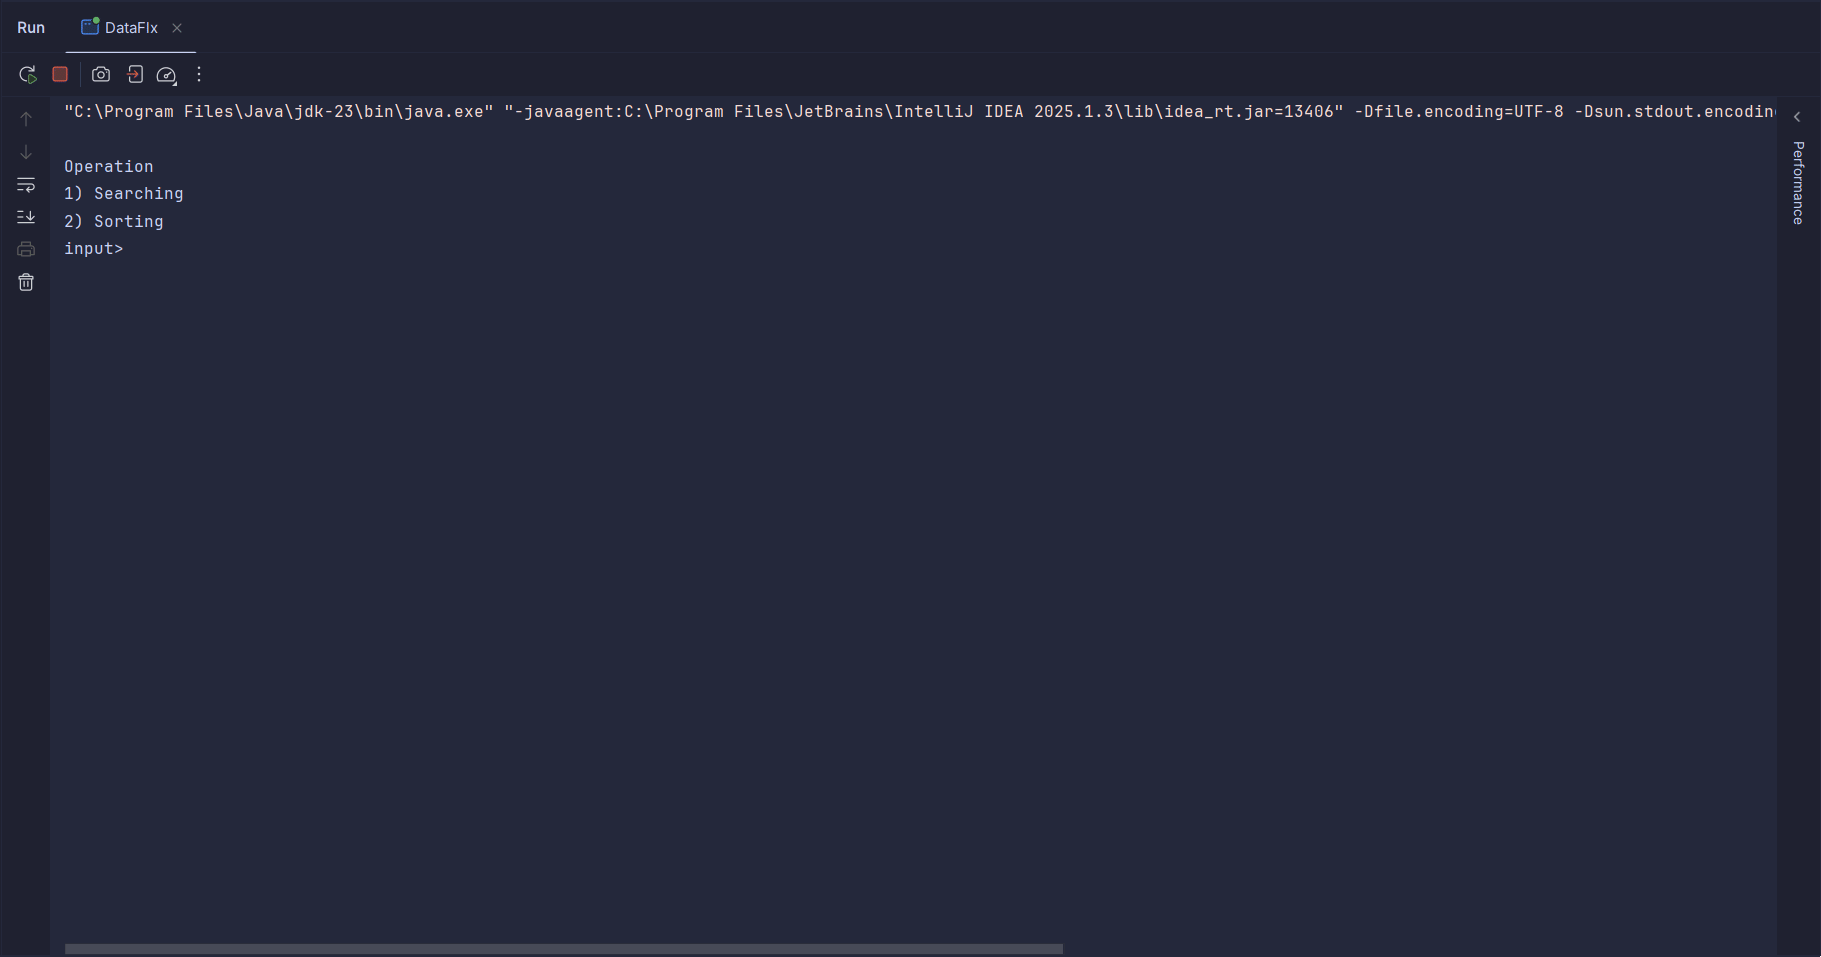 Run DataFlx
"C:\Program Files\Java\jdk-23\bin\java.exe" "-javaagent:C:\Program Files\JetBrains\IntelliJ IDEA 2025.1.3\lib\idea_rt.jar=13406" -Dfile.encoding=UTF-8 -Dsun.stdout.encodin
Operation
1) Searching
2) Sorting
input>
Performance